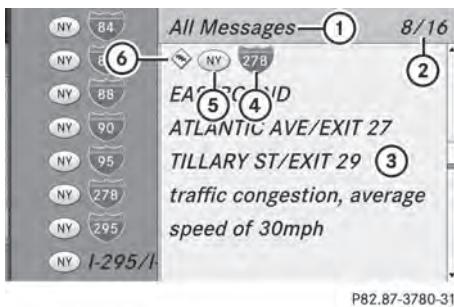 NY 84
NY
NY 88
NY 90
NY 95
NY 278
NY 295
NY I-295/I-
All Messages 1 8/16
2
6 NY 278
5 4
ATLANTIC AVE/EXIT 27
TILLARY ST/EXIT 29 3
traffic congestion, average
speed of 30mph
P82.87-3780-31